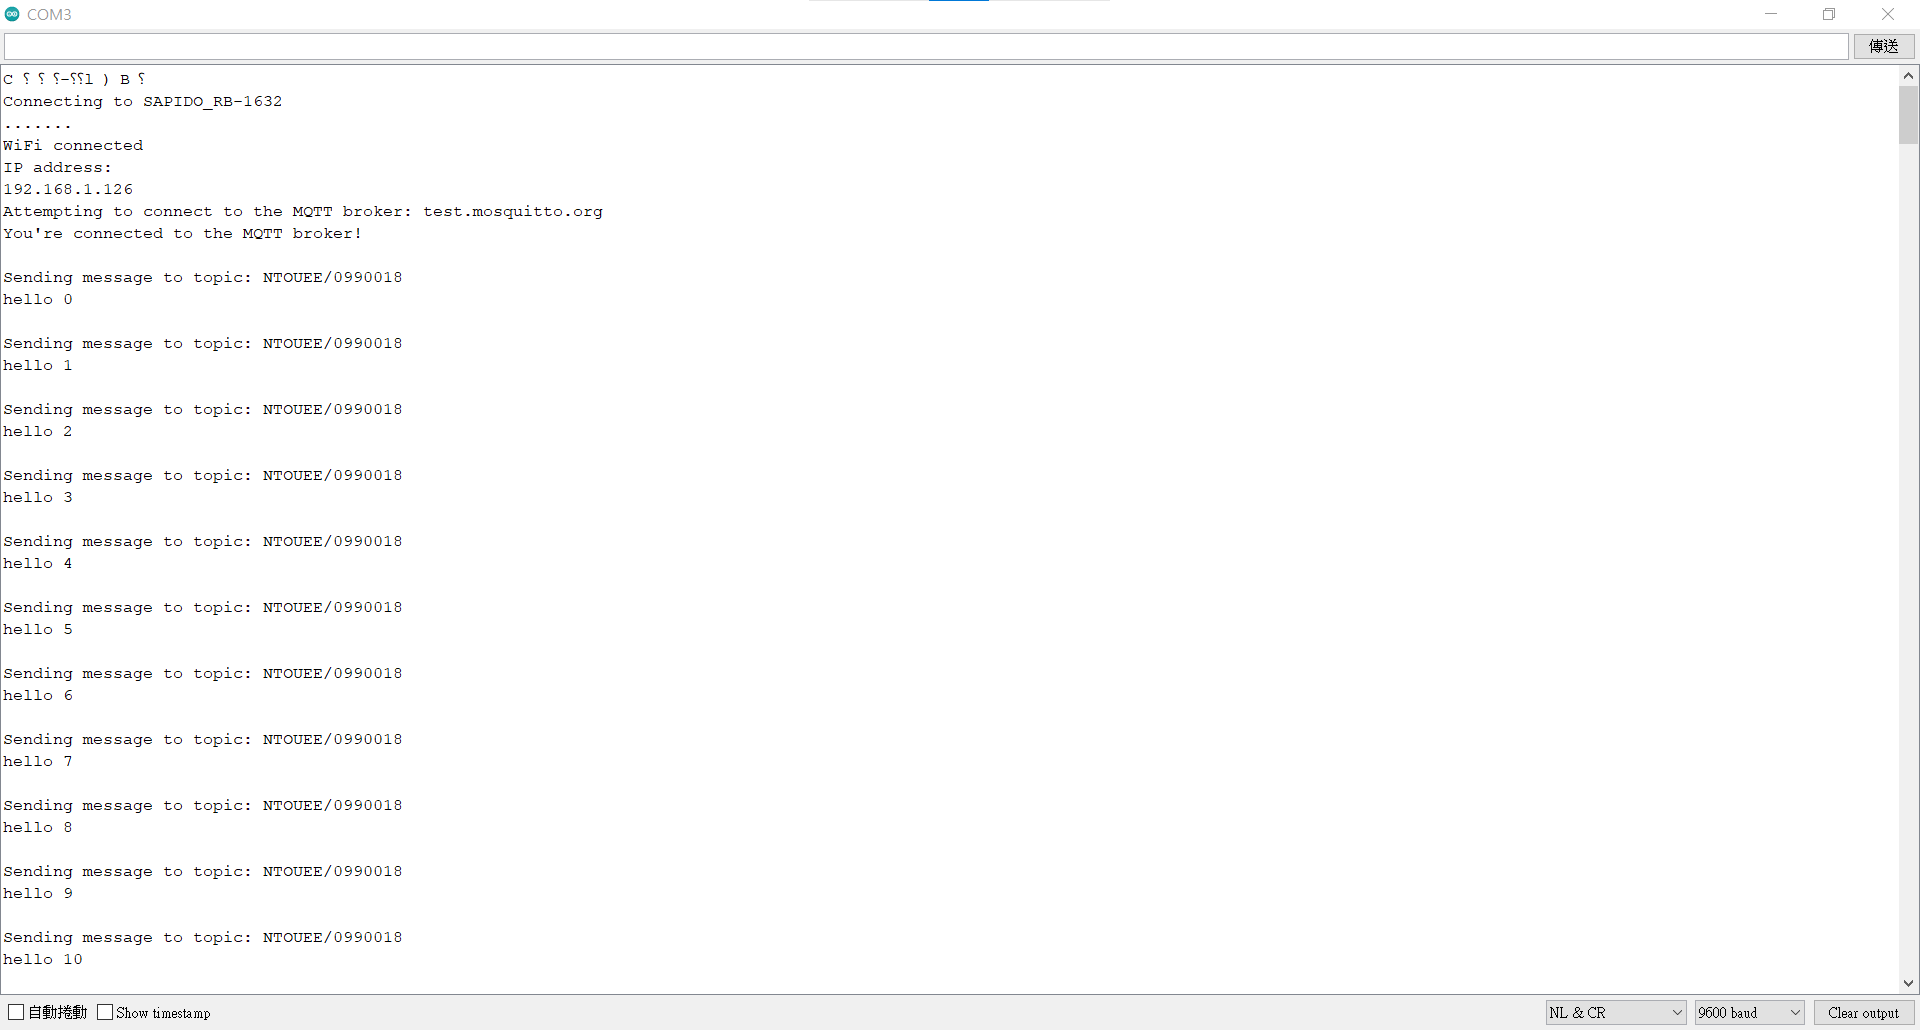 COM3
傳送
C ⸮ ⸮ ⸮-⸮⸮l ) B ⸮
Connecting to SAPIDO_RB-1632
.......
WiFi connected
IP address:
192.168.1.126
Attempting to connect to the MQTT broker: test.mosquitto.org
You're connected to the MQTT broker!
Sending message to topic: NTOUEE/0990018
hello 0
Sending message to topic: NTOUEE/0990018
hello 1
Sending message to topic: NTOUEE/0990018
hello 2
Sending message to topic: NTOUEE/0990018
hello 3
Sending message to topic: NTOUEE/0990018
hello 4
Sending message to topic: NTOUEE/0990018
hello 5
Sending message to topic: NTOUEE/0990018
hello 6
Sending message to topic: NTOUEE/0990018
hello 7
Sending message to topic: NTOUEE/0990018
hello 8
Sending message to topic: NTOUEE/0990018
hello 9
Sending message to topic: NTOUEE/0990018
hello 10
自動捲動 Show timestamp NL & CR 9600 baud Clear output